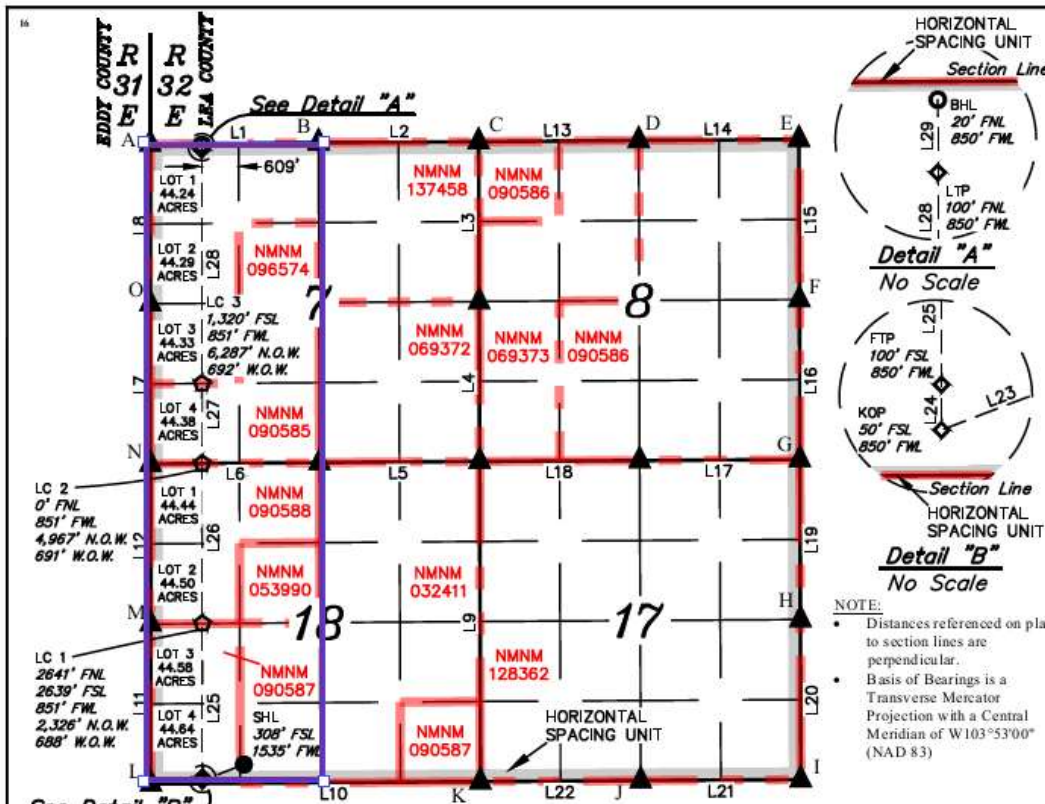 16
EDDY COUNTY
R
31
E
R
32
E
LEA COUNTY
See Detail "A"
A
L1
B
L2
C
L13
D
L14
E
609'
LOT 1
44.24
ACRES
NMNM
137458
NMNM
090586
L8
L3
L15
LOT 2
44.29
ACRES
L28
NMNM
096574
O
7
8
F
LC 3
1,320' FSL
851' FWL
6,287' N.O.W.
692' W.O.W.
LOT 3
44.33
ACRES
NMNM
069372
NMNM
069373
NMNM
090586
L7
L4
L16
LOT 4
44.38
ACRES
L27
NMNM
090585
N
L6
L5
L18
L17
G
LC 2
0' FNL
851' FWL
4,967' N.O.W.
691' W.O.W.
LOT 1
44.44
ACRES
NMNM
090588
L12
L26
L19
LOT 2
44.50
ACRES
NMNM
053990
NMNM
032411
M
18
L9
17
H
LC 1
2641' FNL
2639' FSL
851' FWL
2,326' N.O.W.
688' W.O.W.
LOT 3
44.58
ACRES
NMNM
090587
NMNM
128362
L11
L25
L20
LOT 4
44.64
ACRES
SHL
308' FSL
1535' FWL
NMNM
090587
HORIZONTAL
SPACING UNIT
L10
K
L22
J
L21
I
See Detail "B"
HORIZONTAL
SPACING UNIT
Section Line
BHL
20' FNL
850' FWL
L29
LTP
100' FNL
850' FWL
L28
Detail "A"
No Scale
L25
FTP
100' FSL
850' FWL
L23
L24
KOP
50' FSL
850' FWL
Section Line
HORIZONTAL
SPACING UNIT
Detail "B"
No Scale
NOTE:
• Distances referenced on pla
to section lines are
perpendicular.
• Basis of Bearings is a
Transverse Mercator
Projection with a Central
Meridian of W103°53'00"
(NAD 83)